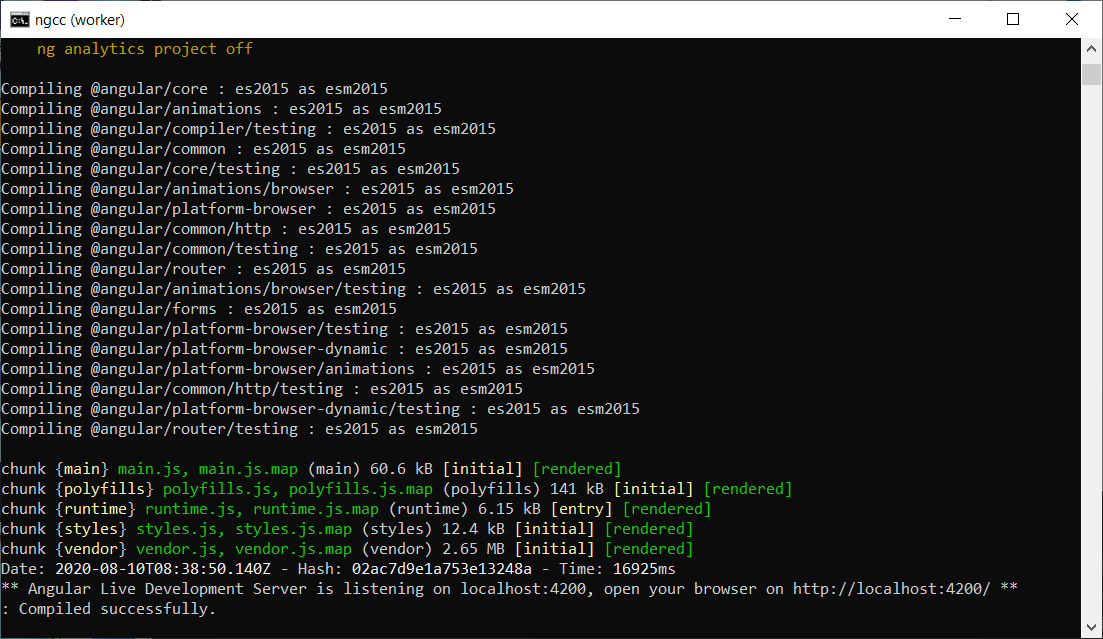 ngcc (worker)
ng analytics project off
Compiling @angular/core : es2015 as esm2015
Compiling @angular/animations : es2015 as esm2015
Compiling @angular/compiler/testing : es2015 as esm2015
Compiling @angular/common : es2015 as esm2015
Compiling @angular/core/testing : es2015 as esm2015
Compiling @angular/animations/browser : es2015 as esm2015
Compiling @angular/platform-browser : es2015 as esm2015
Compiling @angular/common/http : es2015 as esm2015
Compiling @angular/common/testing : es2015 as esm2015
Compiling @angular/router : es2015 as esm2015
Compiling @angular/animations/browser/testing : es2015 as esm2015
Compiling @angular/forms : es2015 as esm2015
Compiling @angular/platform-browser/testing : es2015 as esm2015
Compiling @angular/platform-browser-dynamic : es2015 as esm2015
Compiling @angular/platform-browser/animations : es2015 as esm2015
Compiling @angular/common/http/testing : es2015 as esm2015
Compiling @angular/platform-browser-dynamic/testing : es2015 as esm2015
Compiling @angular/router/testing : es2015 as esm2015
chunk {main} main.js, main.js.map (main) 60.6 kB [initial] [rendered]
chunk {polyfills} polyfills.js, polyfills.js.map (polyfills) 141 kB [initial] [rendered]
chunk {runtime} runtime.js, runtime.js.map (runtime) 6.15 kB [entry] [rendered]
chunk {styles} styles.js, styles.js.map (styles) 12.4 kB [initial] [rendered]
chunk {vendor} vendor.js, vendor.js.map (vendor) 2.65 MB [initial] [rendered]
Date: 2020-08-10T08:38:50.140Z - Hash: 02ac7d9e1a753e13248a - Time: 16925ms
** Angular Live Development Server is listening on localhost:4200, open your browser on http://localhost:4200/ **
: Compiled successfully.